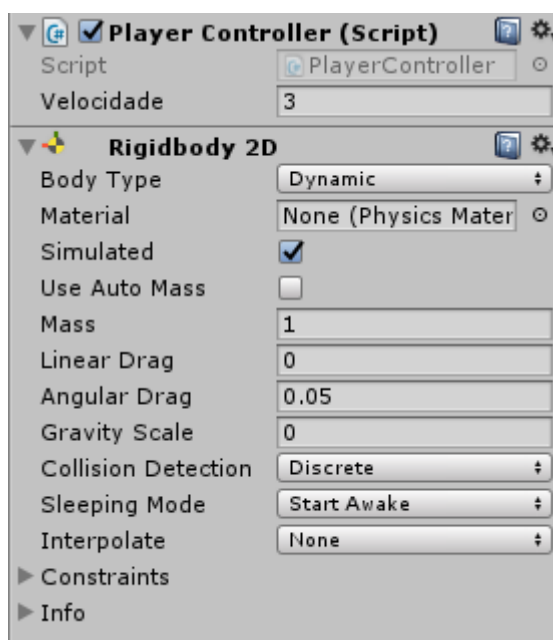 Player Controller (Script)
Script PlayerController
Velocidade 3
Rigidbody 2D
Body Type Dynamic
Material None (Physics Mater
Simulated
Use Auto Mass
Mass 1
Linear Drag 0
Angular Drag 0.05
Gravity Scale 0
Collision Detection Discrete
Sleeping Mode Start Awake
Interpolate None
Constraints
Info